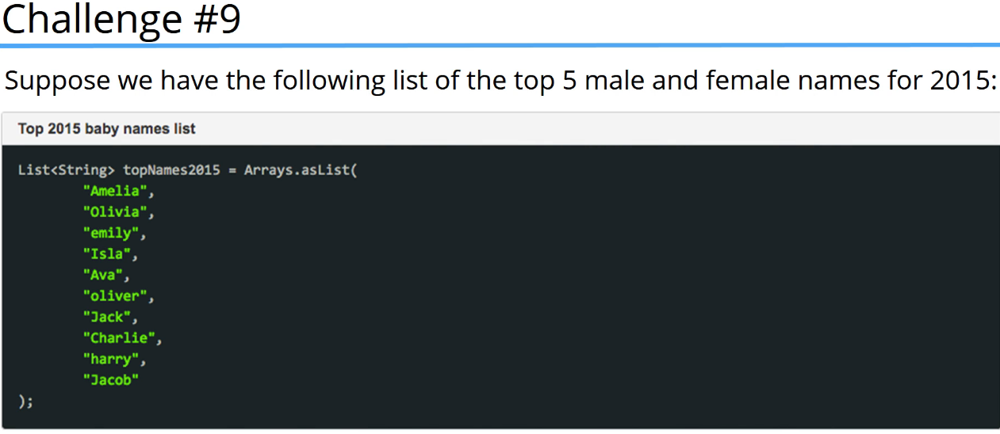 Challenge #9
Suppose we have the following list of the top 5 male and female names for 2015:
Top 2015 baby names list
List<String> topNames2015 = Arrays.asList(
"Amelia",
"Olivia",
"emily",
"Isla",
"Ava",
"oliver",
"Jack",
"Charlie",
"harry",
"Jacob"
);